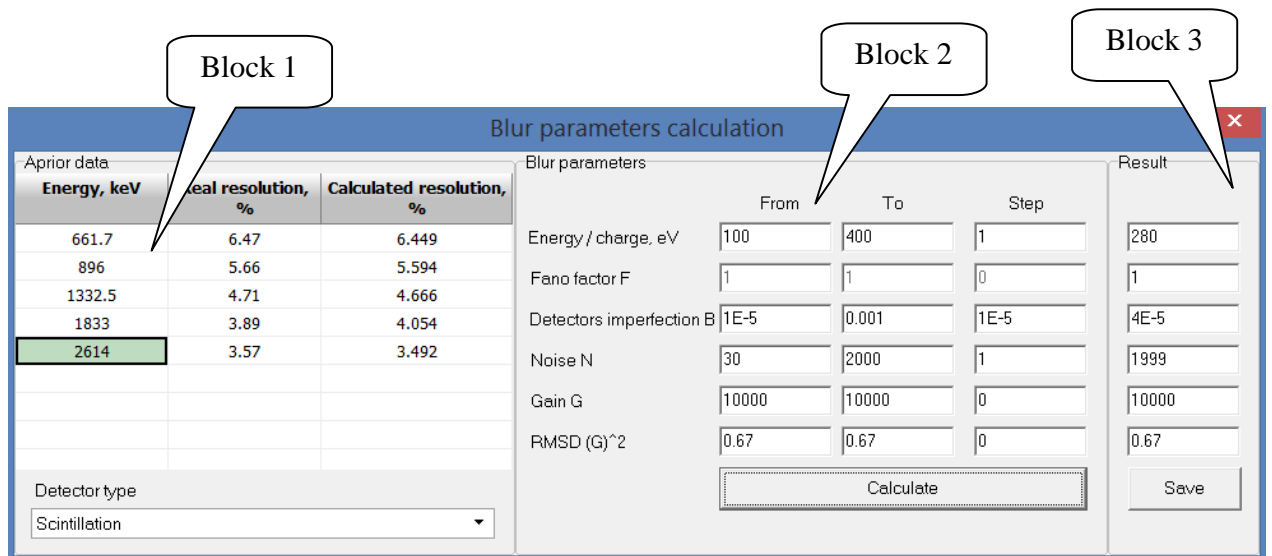 Block 1
Block 2
Block 3
Blur parameters calculation
Aprior data
Energy, keV Real resolution, % Calculated resolution, %
661.7 6.47 6.449
896 5.66 5.594
1332.5 4.71 4.666
1833 3.89 4.054
2614 3.57 3.492
Detector type
Scintillation
Blur parameters
From To Step
Energy / charge, eV 100 400 1
Fano factor F 1 1 0
Detectors imperfection B 1E-5 0.001 1E-5
Noise N 30 2000 1
Gain G 10000 10000 0
RMSD (G)^2 0.67 0.67 0
Calculate
Result
280
1
4E-5
1999
10000
0.67
Save